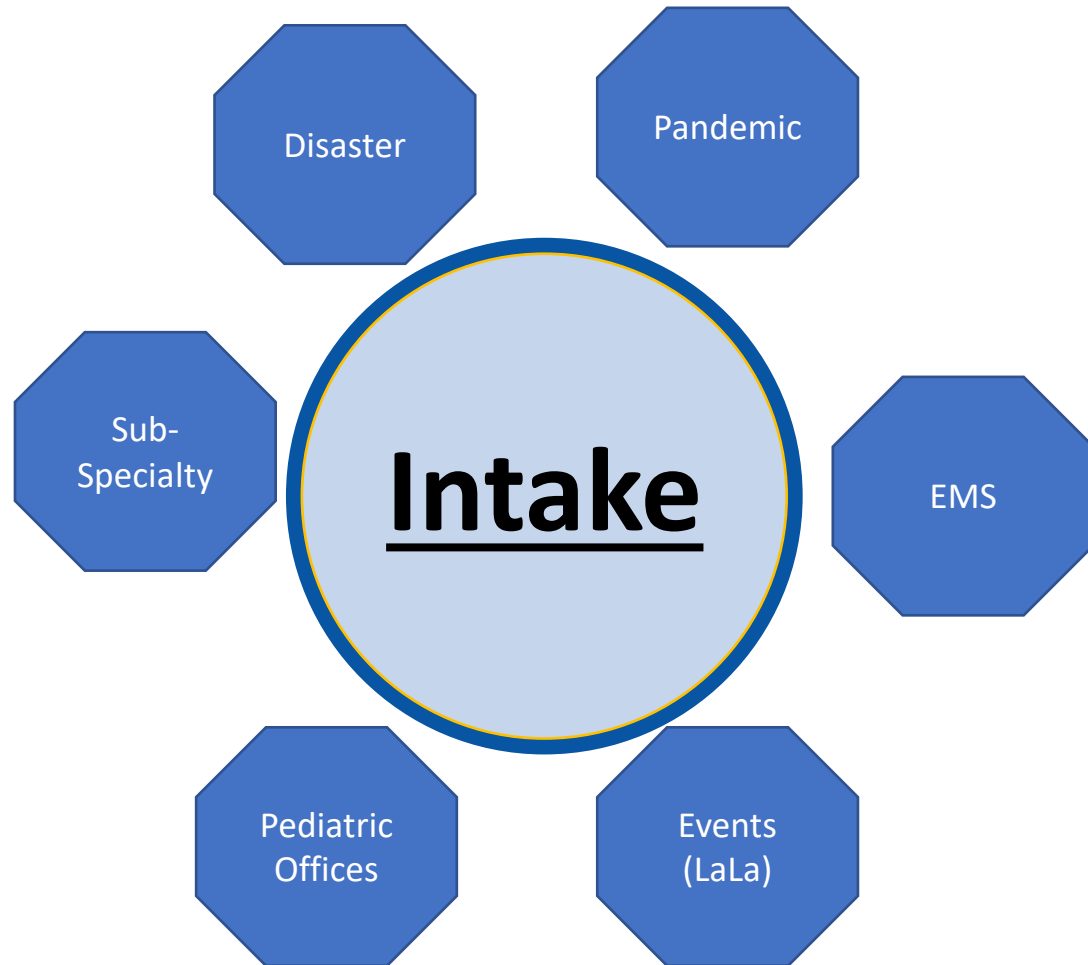 Disaster
Pandemic
Sub-
Specialty
Intake
EMS
Pediatric
Offices
Events
(LaLa)